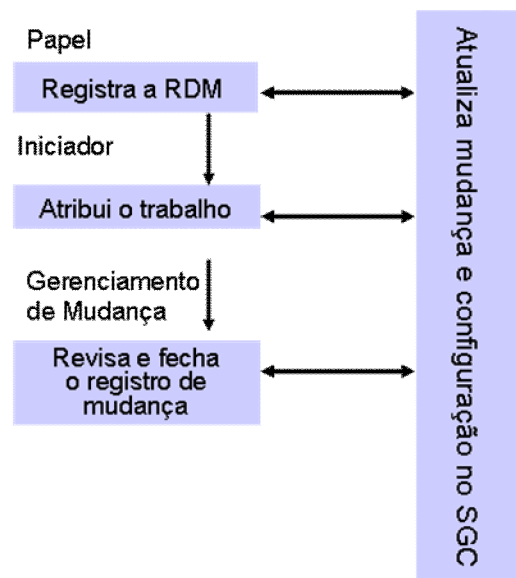 Papel
Registra a RDM
Iniciador
Atribui o trabalho
Gerenciamento
de Mudança
Revisa e fecha
o registro de
mudança
Atualiza mudança e configuração no SGC